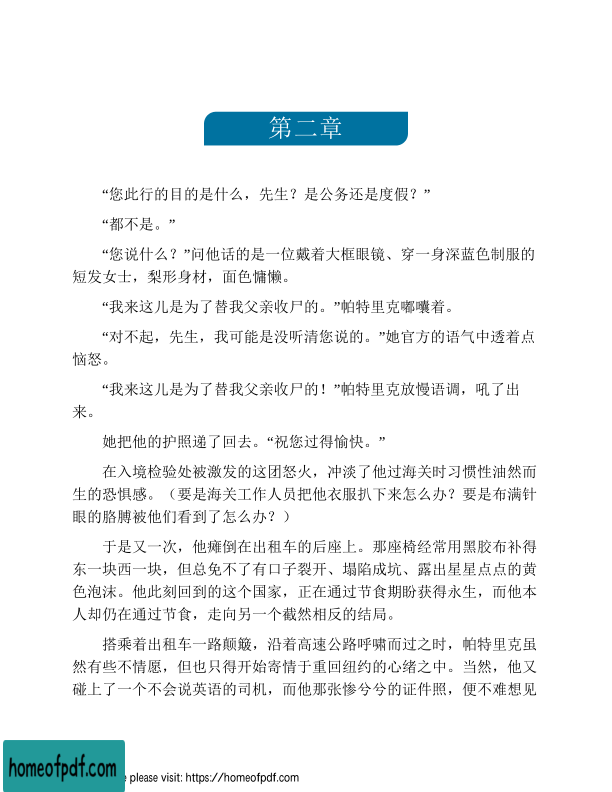 第二章
“您此行的目的是什么，先生？是公务还是度假？”
“都不是。”
“您说什么？”问他话的是一位戴着大框眼镜、穿一身深蓝色制服的
短发女士，梨形身材，面色慵懒。
“我来这儿是为了替我父亲收尸的。”帕特里克嘟囔着。
“对不起，先生，我可能是没听清您说的。”她官方的语气中透着点
恼怒。
“我来这儿是为了替我父亲收尸的！”帕特里克放慢语调，吼了出
来。
她把他的护照递了回去。“祝您过得愉快。”
在入境检验处被激发的这团怒火，冲淡了他过海关时习惯性油然而
生的恐惧感。（要是海关工作人员把他衣服扒下来怎么办？要是布满针
眼的胳膊被他们看到了怎么办？）
于是又一次，他瘫倒在出租车的后座上。那座椅经常用黑胶布补得
东一块西一块，但总免不了有口子裂开、塌陷成坑、露出星星点点的黄
色泡沫。他此刻回到的这个国家，正在通过节食期盼获得永生，而他本
人却仍在通过节食，走向另一个截然相反的结局。
搭乘着出租车一路颠簸，沿着高速公路呼啸而过之时，帕特里克虽
然有些不情愿，但也只得开始寄情于重回纽约的心绪之中。当然，他又
碰上了一个不会说英语的司机，而他那张惨兮兮的证件照，便不难想见
homeofpdf.com
e please visit: https://homeofpdf.com